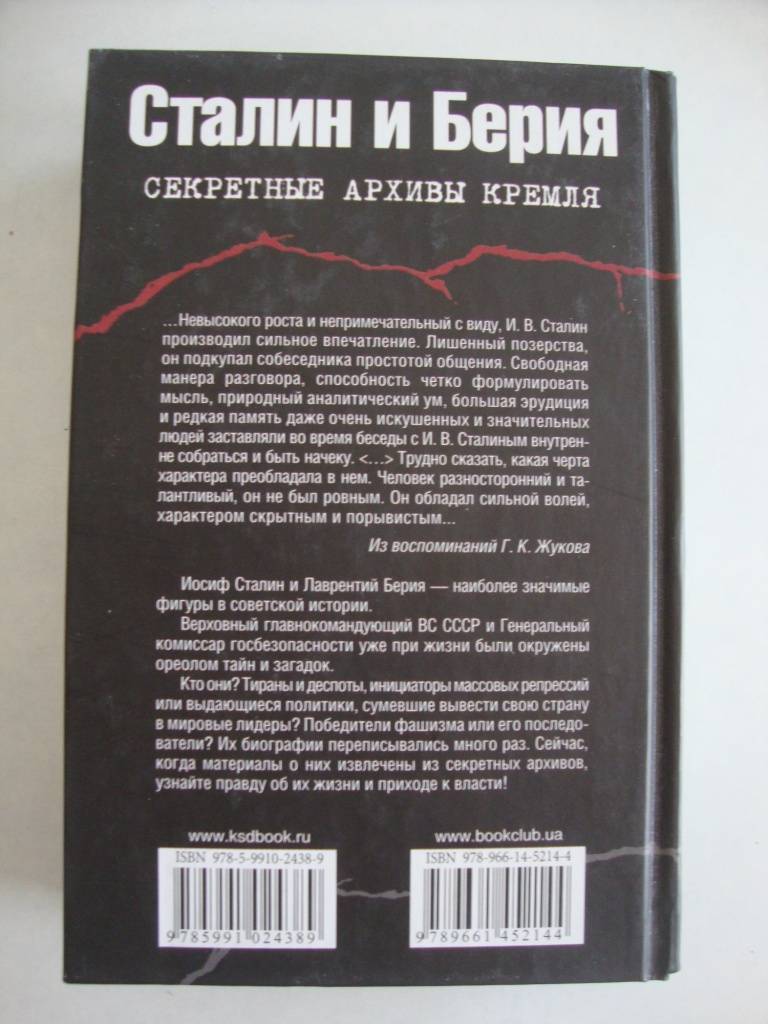 Сталин и Берия
СЕКРЕТНЫЕ АРХИВЫ КРЕМЛЯ
...Невысокого роста и непримечательный с виду, И. В. Сталин
производил сильное впечатление. Лишенный позерства,
он подкупал собеседника простотой общения. Свободная
манера разговора, способность четко формулировать
мысль, природный аналитический ум, большая эрудиция
и редкая память даже очень искушенных и значительных
людей заставляли во время беседы с И. В. Сталиным внутрен-
не собраться и быть начеку. <...> Трудно сказать, какая черта
характера преобладала в нем. Человек разносторонний и та-
лантливый, он не был ровным. Он обладал сильной волей,
характером скрытным и порывистым...
Из воспоминаний Г. К. Жукова
Иосиф Сталин и Лаврентий Берия — наиболее значимые
фигуры в советской истории.
Верховный главнокомандующий ВС СССР и Генеральный
комиссар госбезопасности уже при жизни были окружены
ореолом тайн и загадок.
Кто они? Тираны и деспоты, инициаторы массовых репрессий
или выдающиеся политики, сумевшие вывести свою страну
в мировые лидеры? Победители фашизма или его последо-
ватели? Их биографии переписывались много раз. Сейчас,
когда материалы о них извлечены из секретных архивов,
узнайте правду об их жизни и приходе к власти!
www.ksdbook.ru
ISBN 978-5-9910-2438-9
9 785991 024389
www.bookclub.ua
ISBN 978-966-14-5214-4
9 789661 452144